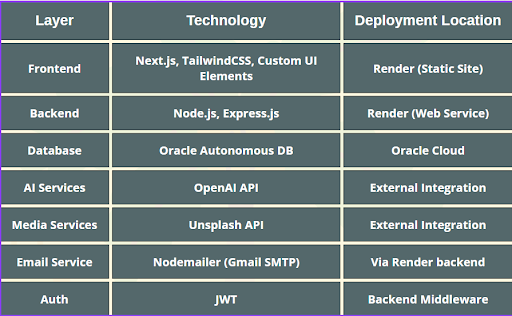 Layer Technology Deployment Location
Frontend Next.js, TailwindCSS, Custom UI Elements Render (Static Site)
Backend Node.js, Express.js Render (Web Service)
Database Oracle Autonomous DB Oracle Cloud
AI Services OpenAI API External Integration
Media Services Unsplash API External Integration
Email Service Nodemailer (Gmail SMTP) Via Render backend
Auth JWT Backend Middleware